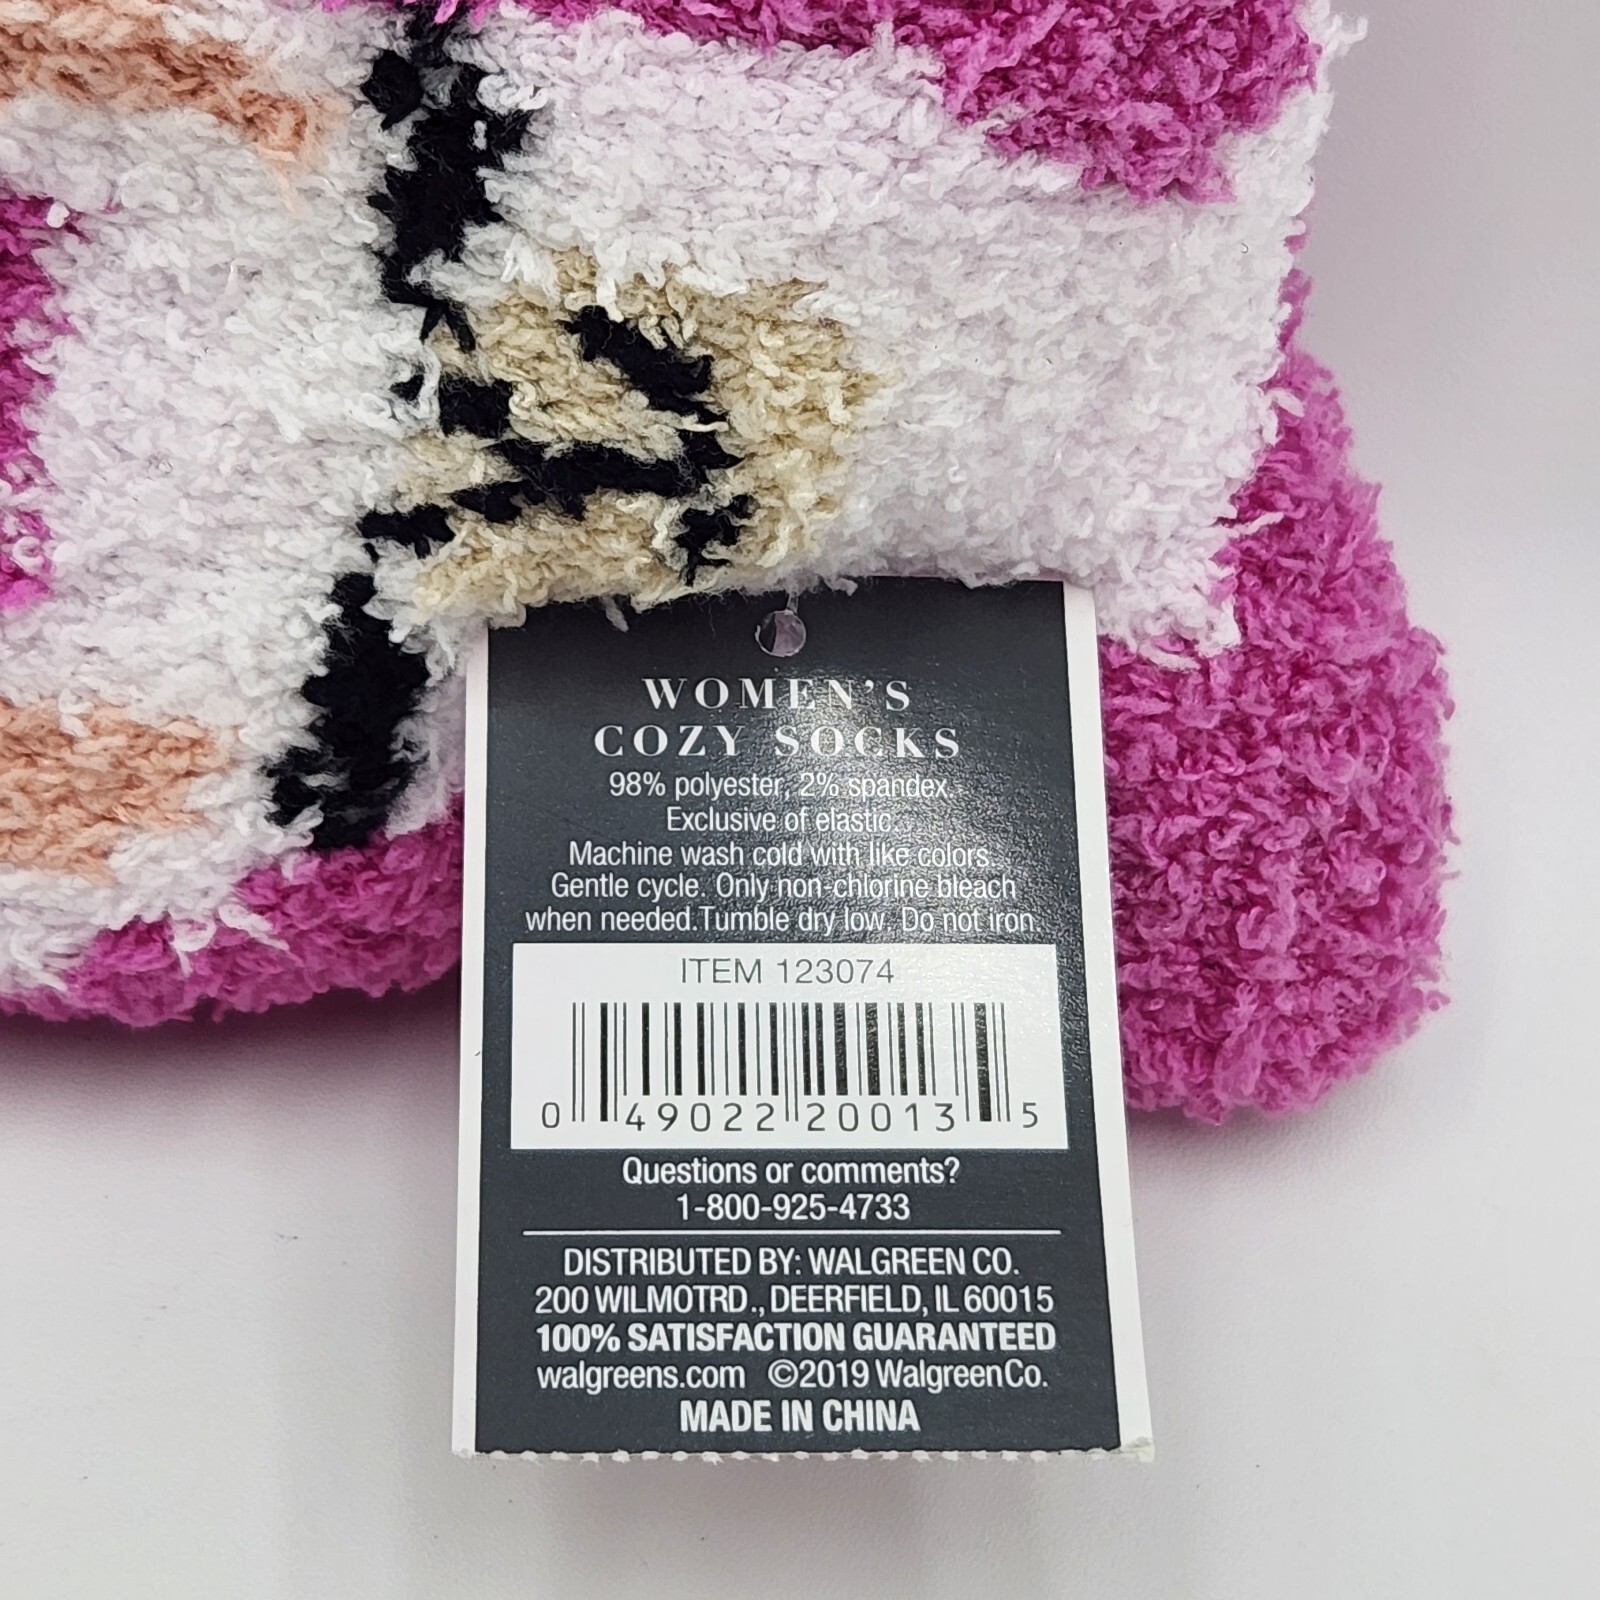 WOMEN'S
COZY SOCKS
98% polyester, 2% spandex.
Exclusive of elastic.
Machine wash cold with like colors.
Gentle cycle. Only non-chlorine bleach
when needed.Tumble dry low. Do not iron.
ITEM 123074
0 49022 20013 5
Questions or comments?
1-800-925-4733
DISTRIBUTED BY: WALGREEN CO.
200 WILMOTRD., DEERFIELD, IL 60015
100% SATISFACTION GUARANTEED
walgreens.com ©2019 WalgreenCo.
MADE IN CHINA